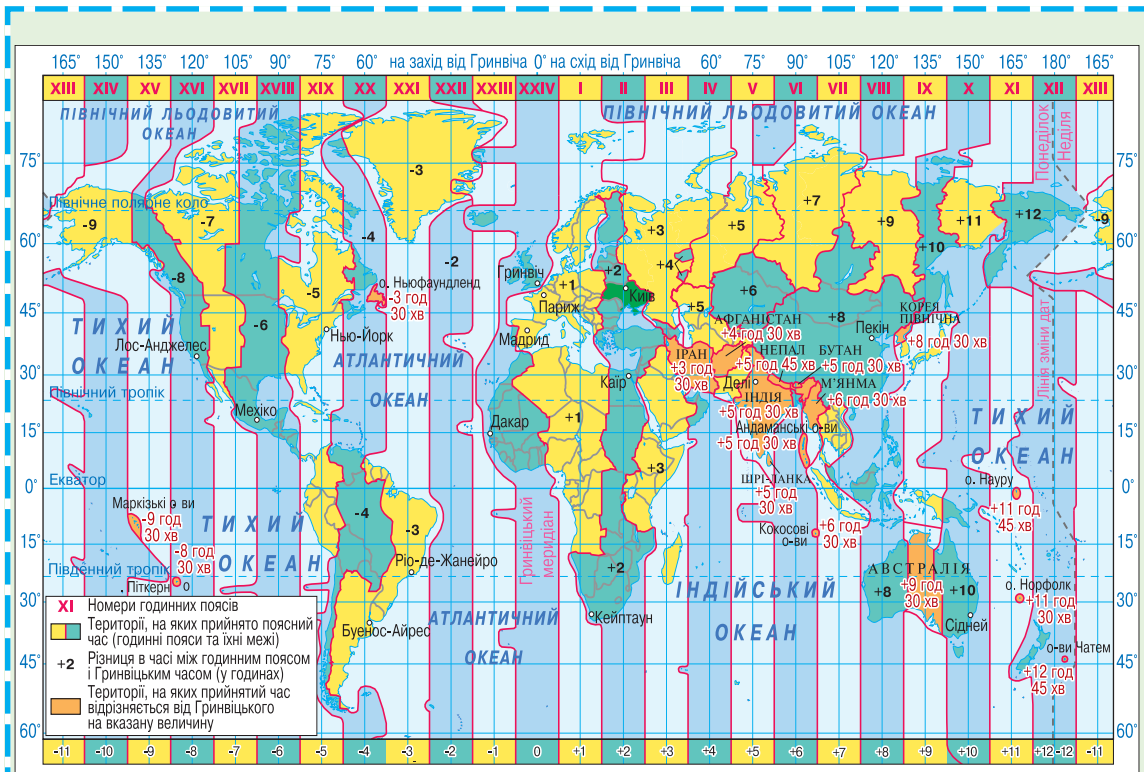 165° 150° 135° 120° 105° 90° 75° 60° 45° 30° на захід від Гринвіча 0° на схід від Гринвіча 60° 75° 90° 105° 120° 135° 150° 165° 180° 165°
XIII XIV XV XVI XVII XVIII XIX XX XXI XXII XXIII XXIV I II III IV V VI VII VIII IX X XI XII XIII
ПІВНІЧНИЙ ЛЬОДОВИТИЙ
ОКЕАН
ПІВНІЧНИЙ ЛЬОДОВИТИЙ ОКЕАН
Понеділок
Неділя
75°
75°
-3
Північне полярне коло
-9
-7
-4
+3
+5
+7
+9
+11
+12
-9
60°
60°
-8
-5
-2
+10
Гринвіч
+2
+4
+1
Київ
+6
о. Ньюфаундленд
-3 год
30 хв
Париж
+5
45°
45°
КОРЕЯ
ПІВНІЧНА
+8 год 30 хв
ТИХИЙ
ОКЕАН
Лос-Анджелес
-6
Нью-Йорк
АТЛАНТИЧНИЙ
ОКЕАН
Мадрид
АФГАНІСТАН
+4 год 30 хв
+8
Пекін
ІРАН
+3 год
30 хв
НЕПАЛ
+5 год 45 хв
БУТАН
+5 год 30 хв
30°
30°
Каїр
Делі
ІНДІЯ
+5 год 30 хв
М'ЯНМА
+6 год 30 хв
Лінія зміни дат
Північний тропік
Мехіко
Дакар
+1
Андаманські о-ви
+5 год 30 хв
ТИХИЙ
ОКЕАН
15°
15°
+3
ШРІ-ЛАНКА
+5 год
30 хв
о. Науру
+11 год
45 хв
Екватор
0°
0°
Маркізькі о-ви
-9 год
30 хв
ТИХИЙ
ОКЕАН
-4
-3
Гринвіцький
меридіан
Кокосові
о-ви
+6 год
30 хв
15°
15°
-8 год
30 хв
Ріо-де-Жанейро
Південний тропік
о. Піткерн
+2
ІНДІЙСЬКИЙ
ОКЕАН
АВСТРАЛІЯ
+8
+9 год
30 хв
+10
о. Норфолк
+11 год
30 хв
30°
30°
Буенос-Айрес
АТЛАНТИЧНИЙ
ОКЕАН
Кейптаун
Сідней
о-ви Чатем
+12 год
45 хв
45°
45°
60°
60°
XI Номери годинних поясів
Території, на яких прийнято поясний
час (годинні пояси та їхні межі)
+2 Різниця в часі між годинним поясом
і Гринвіцьким часом (у годинах)
Території, на яких прийнятий час
відрізняється від Гринвіцького
на вказану величину
-11 -10 -9 -8 -7 -6 -5 -4 -3 -2 -1 0 +1 +2 +3 +4 +5 +6 +7 +8 +9 +10 +11 +12 -12 -11